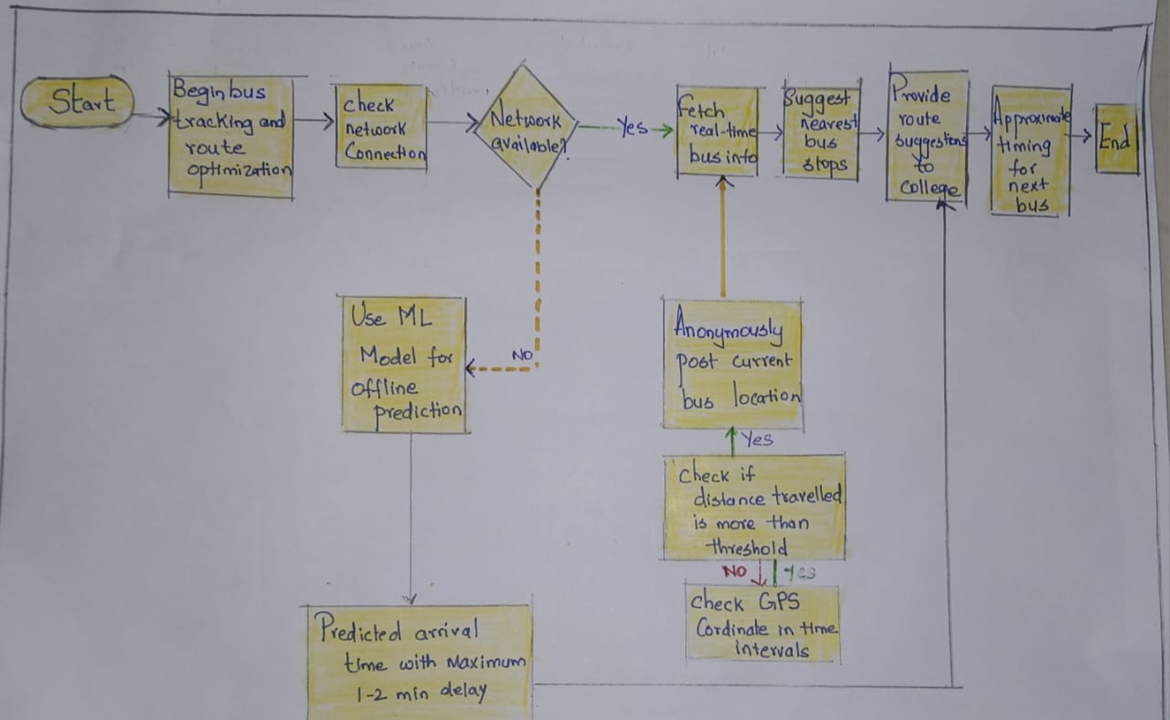 Start
Begin bus
tracking and
route
optimization
check
network
Connection
Network
available?
Yes
Fetch
real-time
bus info
Suggest
nearest
bus
stops
Provide
route
suggestions
to
college
Approximate
timing
for
next
bus
End
NO
Use ML
Model for
offline
prediction
Anonymously
post current
bus location
Yes
Check if
distance travelled
is more than
threshold
NO
Yes
check GPS
Cordinate in time
intervals
Predicted arrival
time with Maximum
1-2 min delay